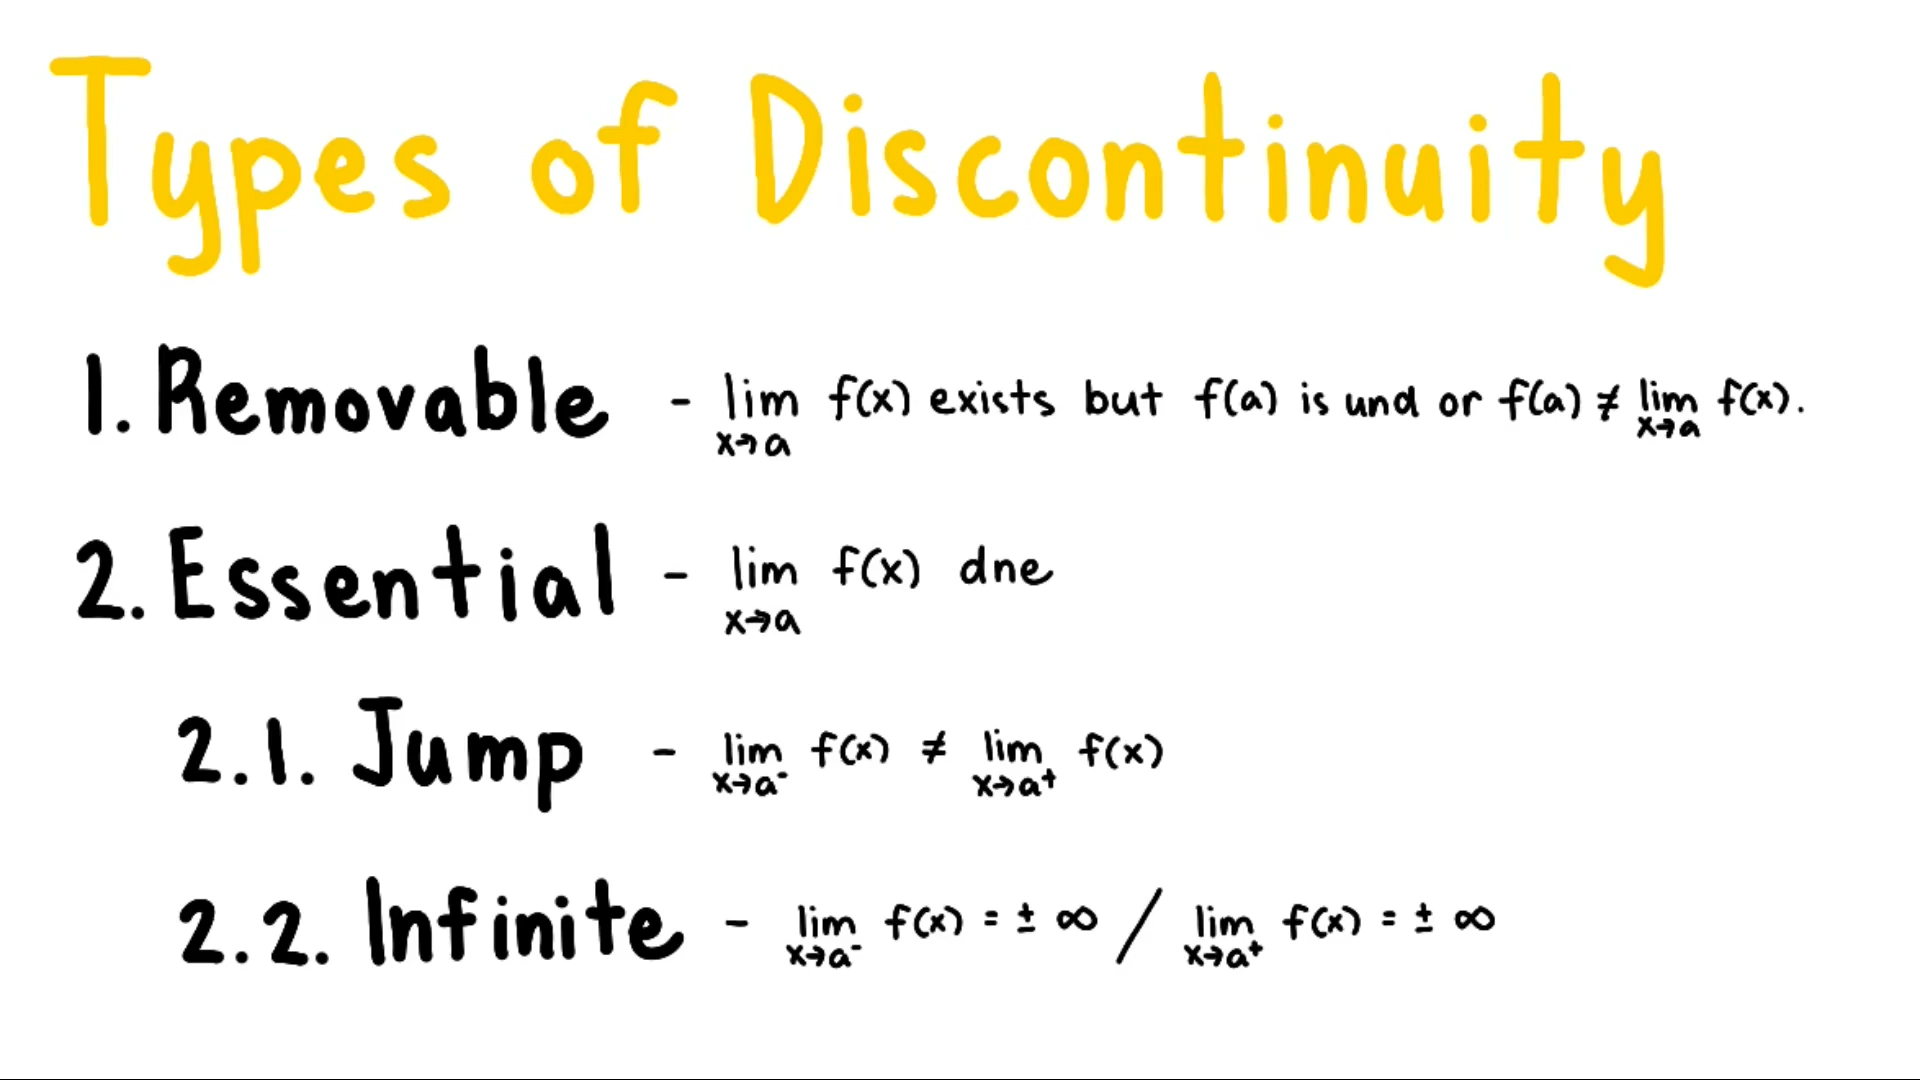 Types of Discontinuity
1. Removable - lim f(x) exists but f(a) is und or f(a) ≠ lim f(x).
x→a x→a
2. Essential - lim f(x) dne
x→a
2.1. Jump - lim f(x) ≠ lim f(x)
x→a⁻ x→a⁺
2.2. Infinite - lim f(x) = ± ∞ / lim f(x) = ± ∞
x→a⁻ x→a⁺